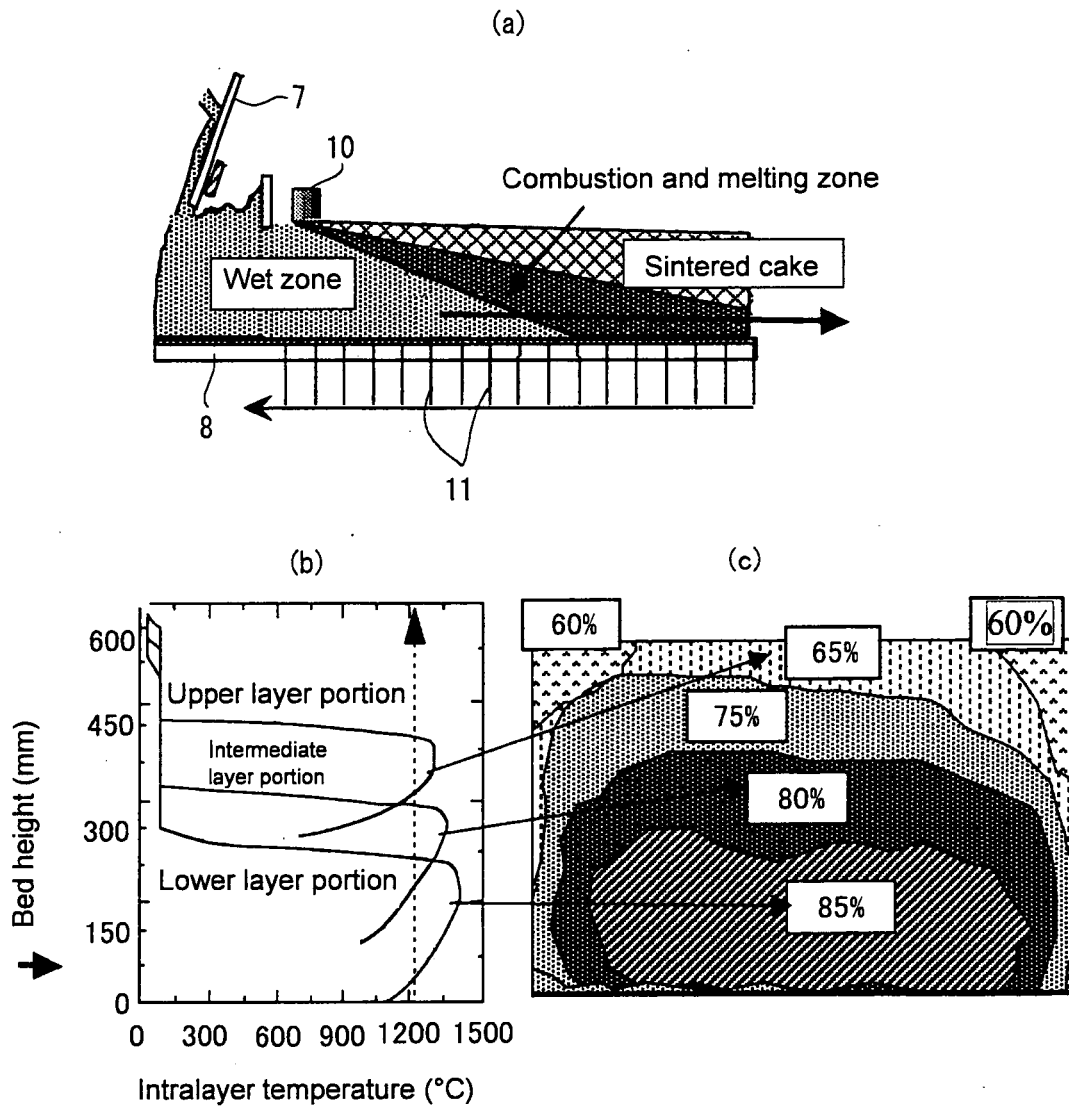 (a)
7
10
Combustion and melting zone
Wet zone
Sintered cake
8
11
(b)
(c)
600
450
300
150
0
Bed height (mm)
Upper layer portion
Intermediate
layer portion
Lower layer portion
0 300 600 900 1200 1500
Intralayer temperature (°C)
60%
65%
60%
75%
80%
85%